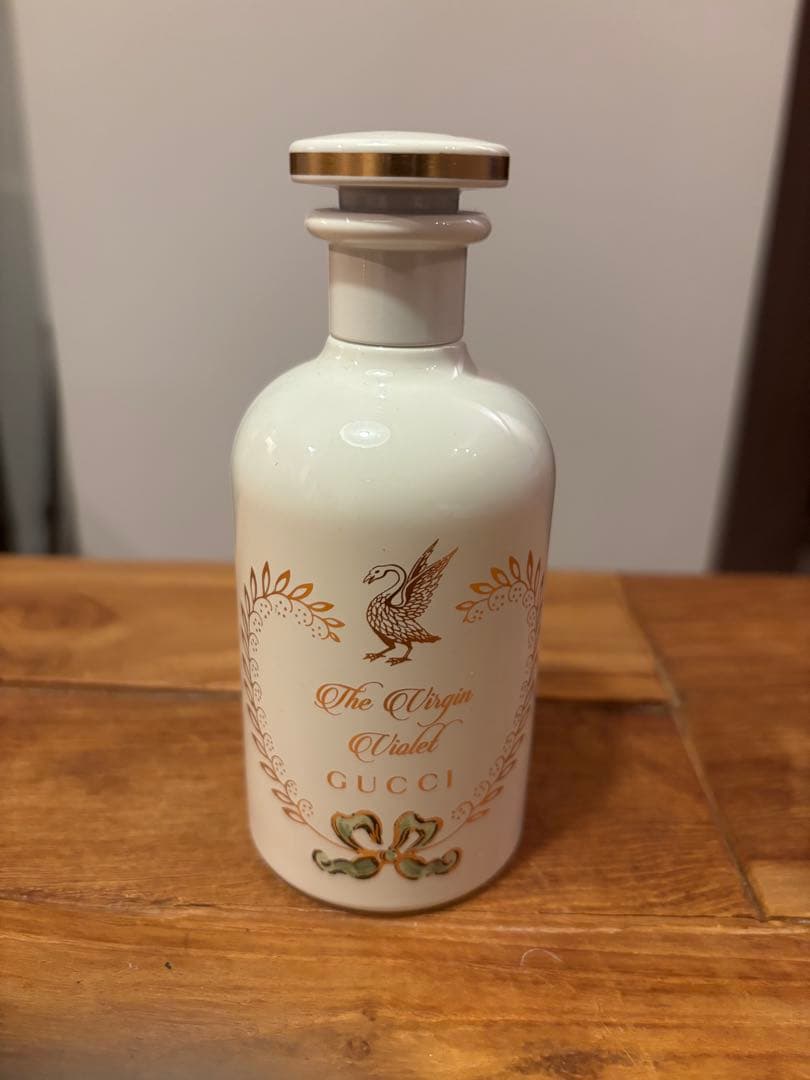 The Virgin
Violet
GUCCI